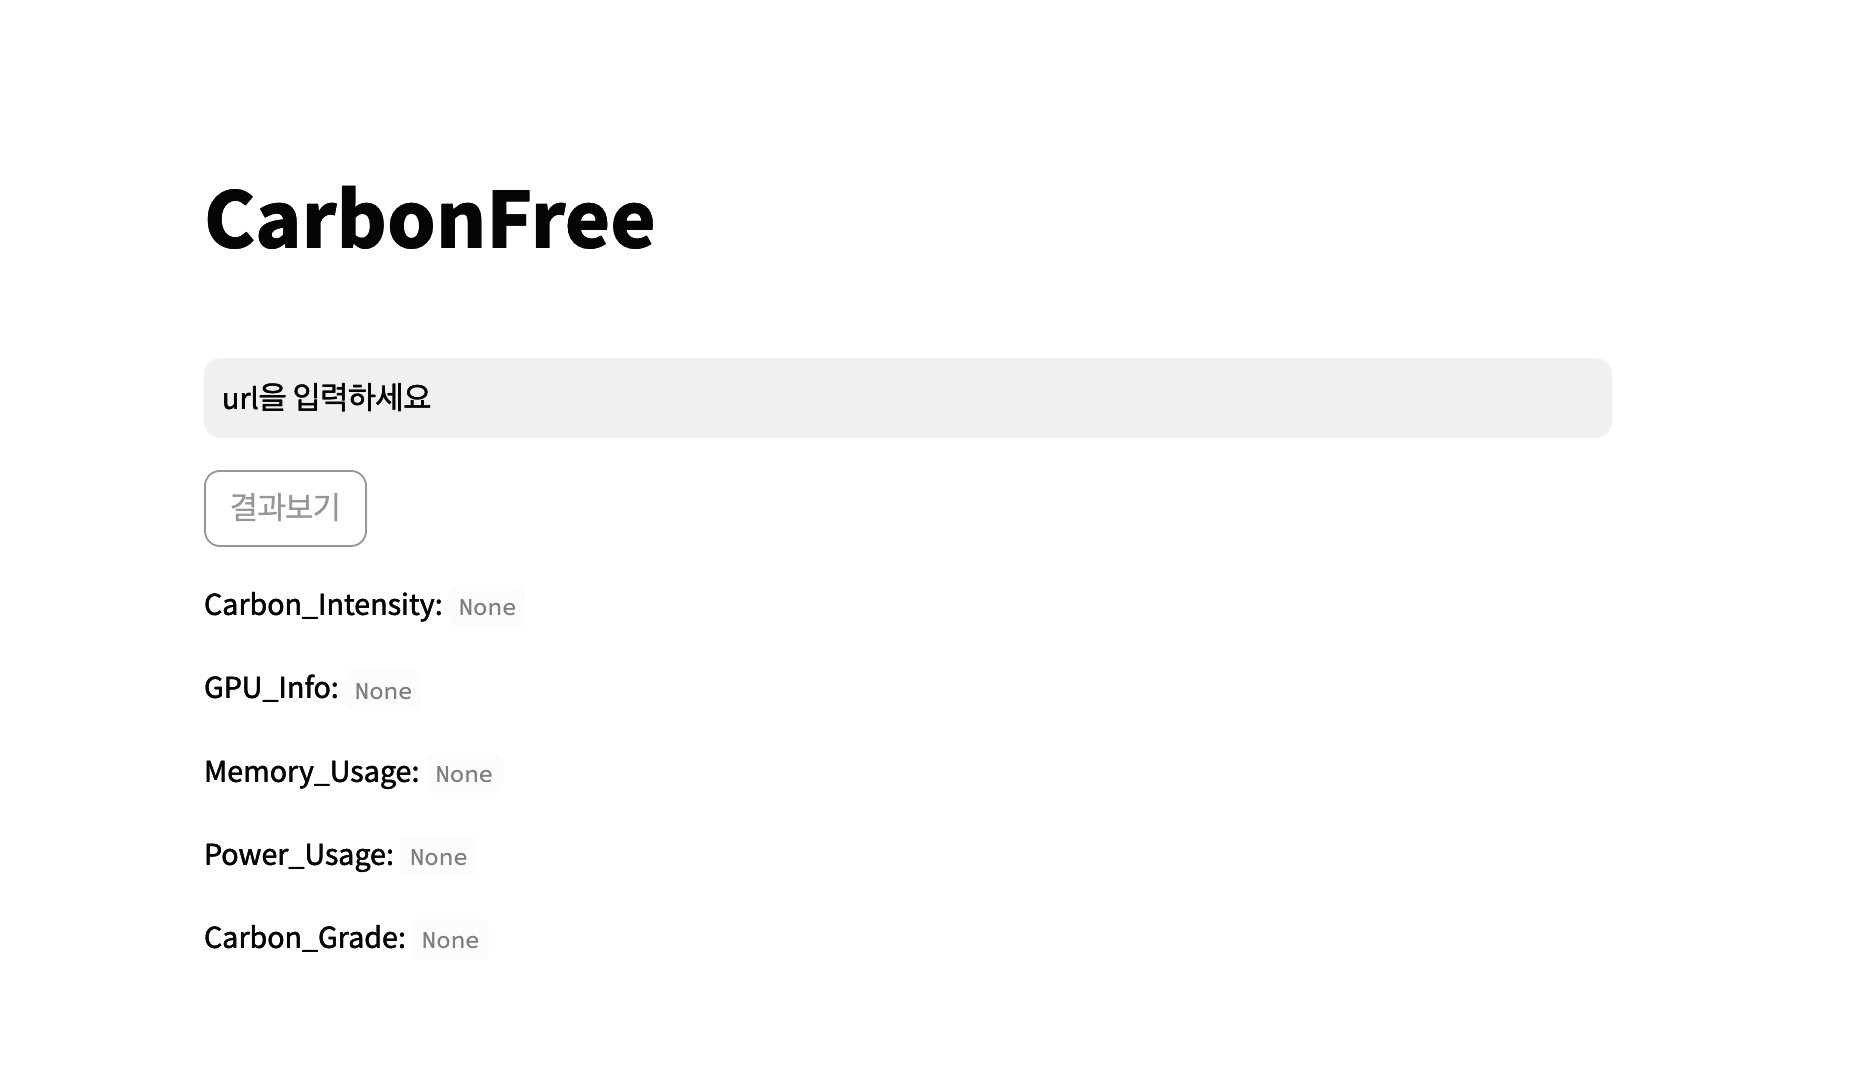 CarbonFree
url을 입력하세요
결과보기
Carbon_Intensity: None
GPU_Info: None
Memory_Usage: None
Power_Usage: None
Carbon_Grade: None